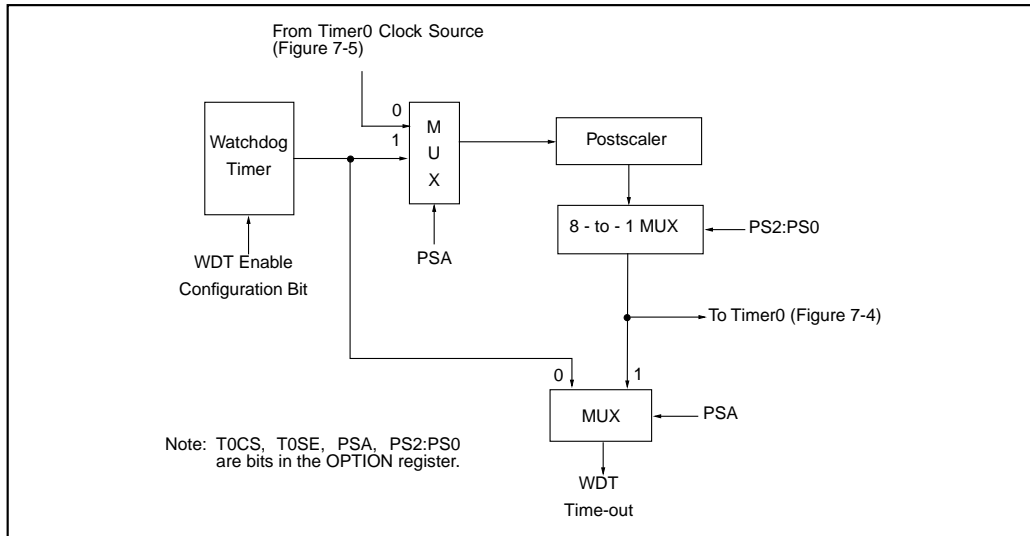 From Timer0 Clock Source
(Figure 7-5)
0
1
M
U
X
Watchdog
Timer
Postscaler
8 - to - 1 MUX
PS2:PS0
PSA
WDT Enable
Configuration Bit
To Timer0 (Figure 7-4)
0
1
MUX
PSA
Note: T0CS, T0SE, PSA, PS2:PS0
are bits in the OPTION register.
WDT
Time-out